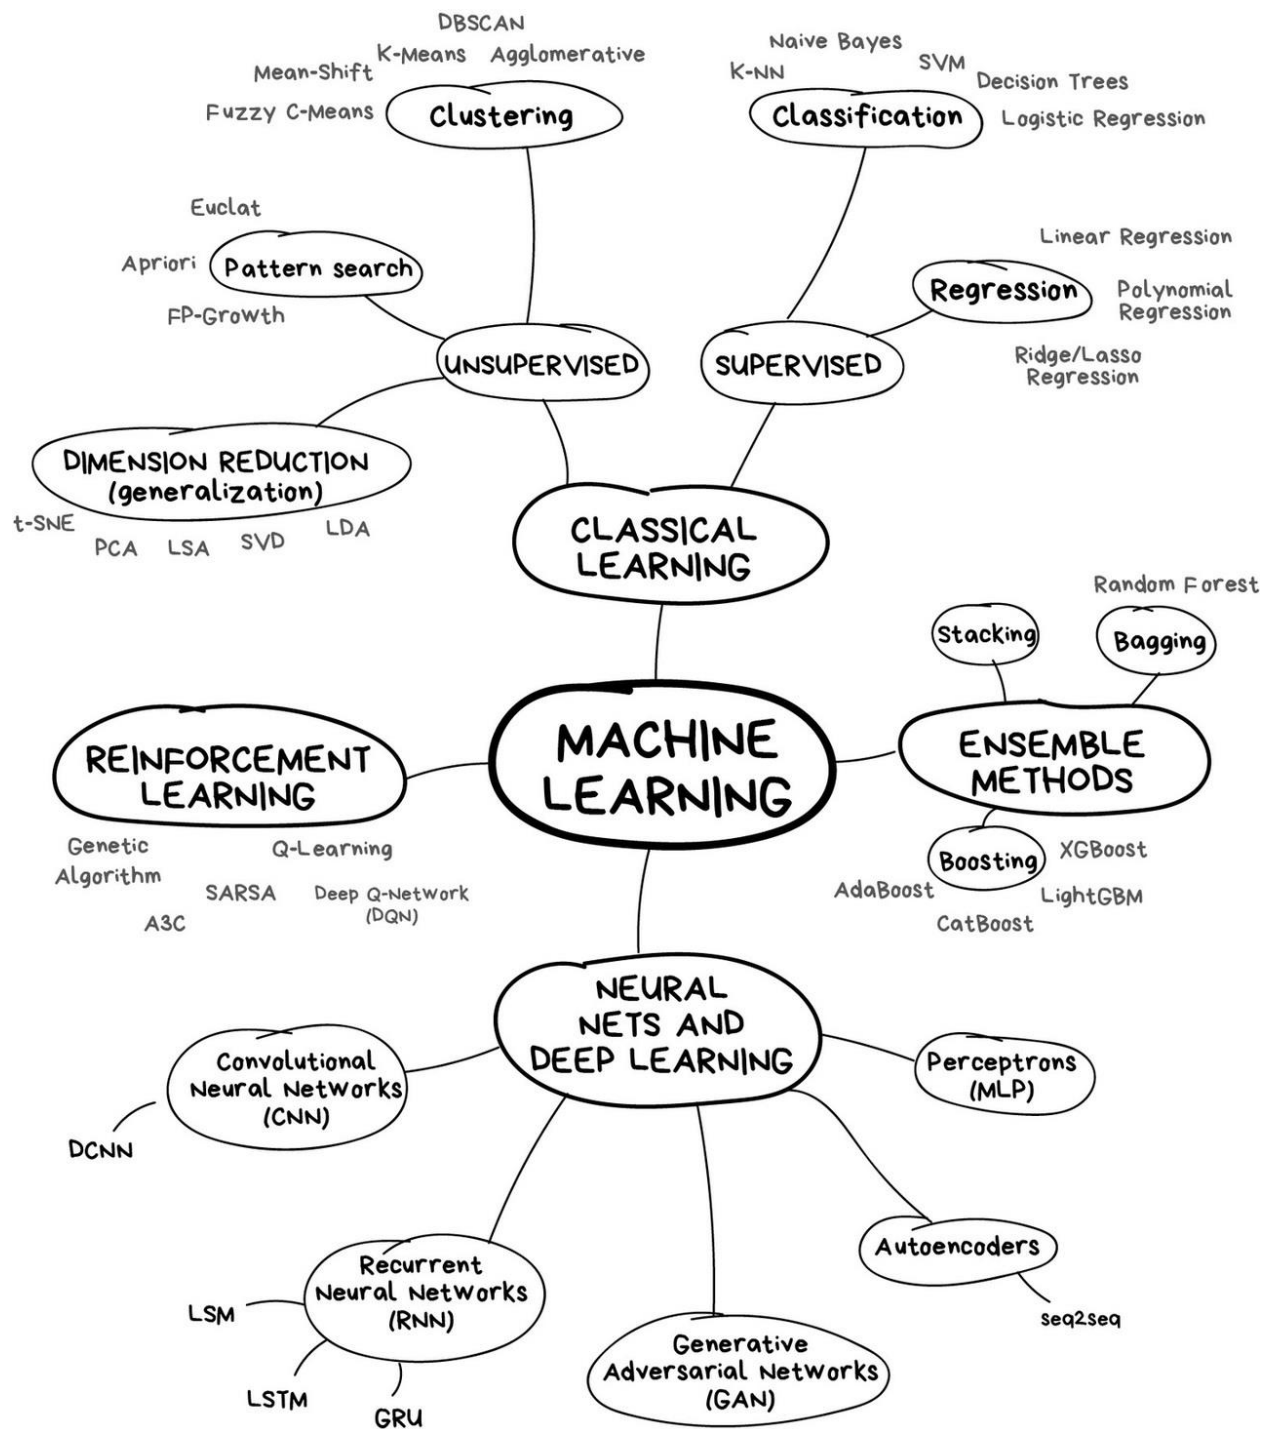 DBSCAN
K-Means
Agglomerative
Mean-Shift
Fuzzy C-Means
Clustering
Naive Bayes
K-NN
SVM
Decision Trees
Logistic Regression
Classification
Euclat
Apriori
Pattern search
FP-Growth
Linear Regression
Regression
Polynomial
Regression
Ridge/Lasso
Regression
UNSUPERVISED
SUPERVISED
DIMENSION REDUCTION
(generalization)
t-SNE
PCA
LSA
SVD
LDA
CLASSICAL
LEARNING
Random Forest
Stacking
Bagging
MACHINE
LEARNING
REINFORCEMENT
LEARNING
ENSEMBLE
METHODS
Genetic
Algorithm
Q-Learning
SARSA
Deep Q-Network
(DQN)
A3C
Boosting
XGBoost
AdaBoost
LightGBM
CatBoost
NEURAL
NETS AND
DEEP LEARNING
Convolutional
Neural Networks
(CNN)
DCNN
Perceptrons
(MLP)
Autoencoders
seq2seq
Recurrent
Neural Networks
(RNN)
LSM
LSTM
GRU
Generative
Adversarial Networks
(GAN)